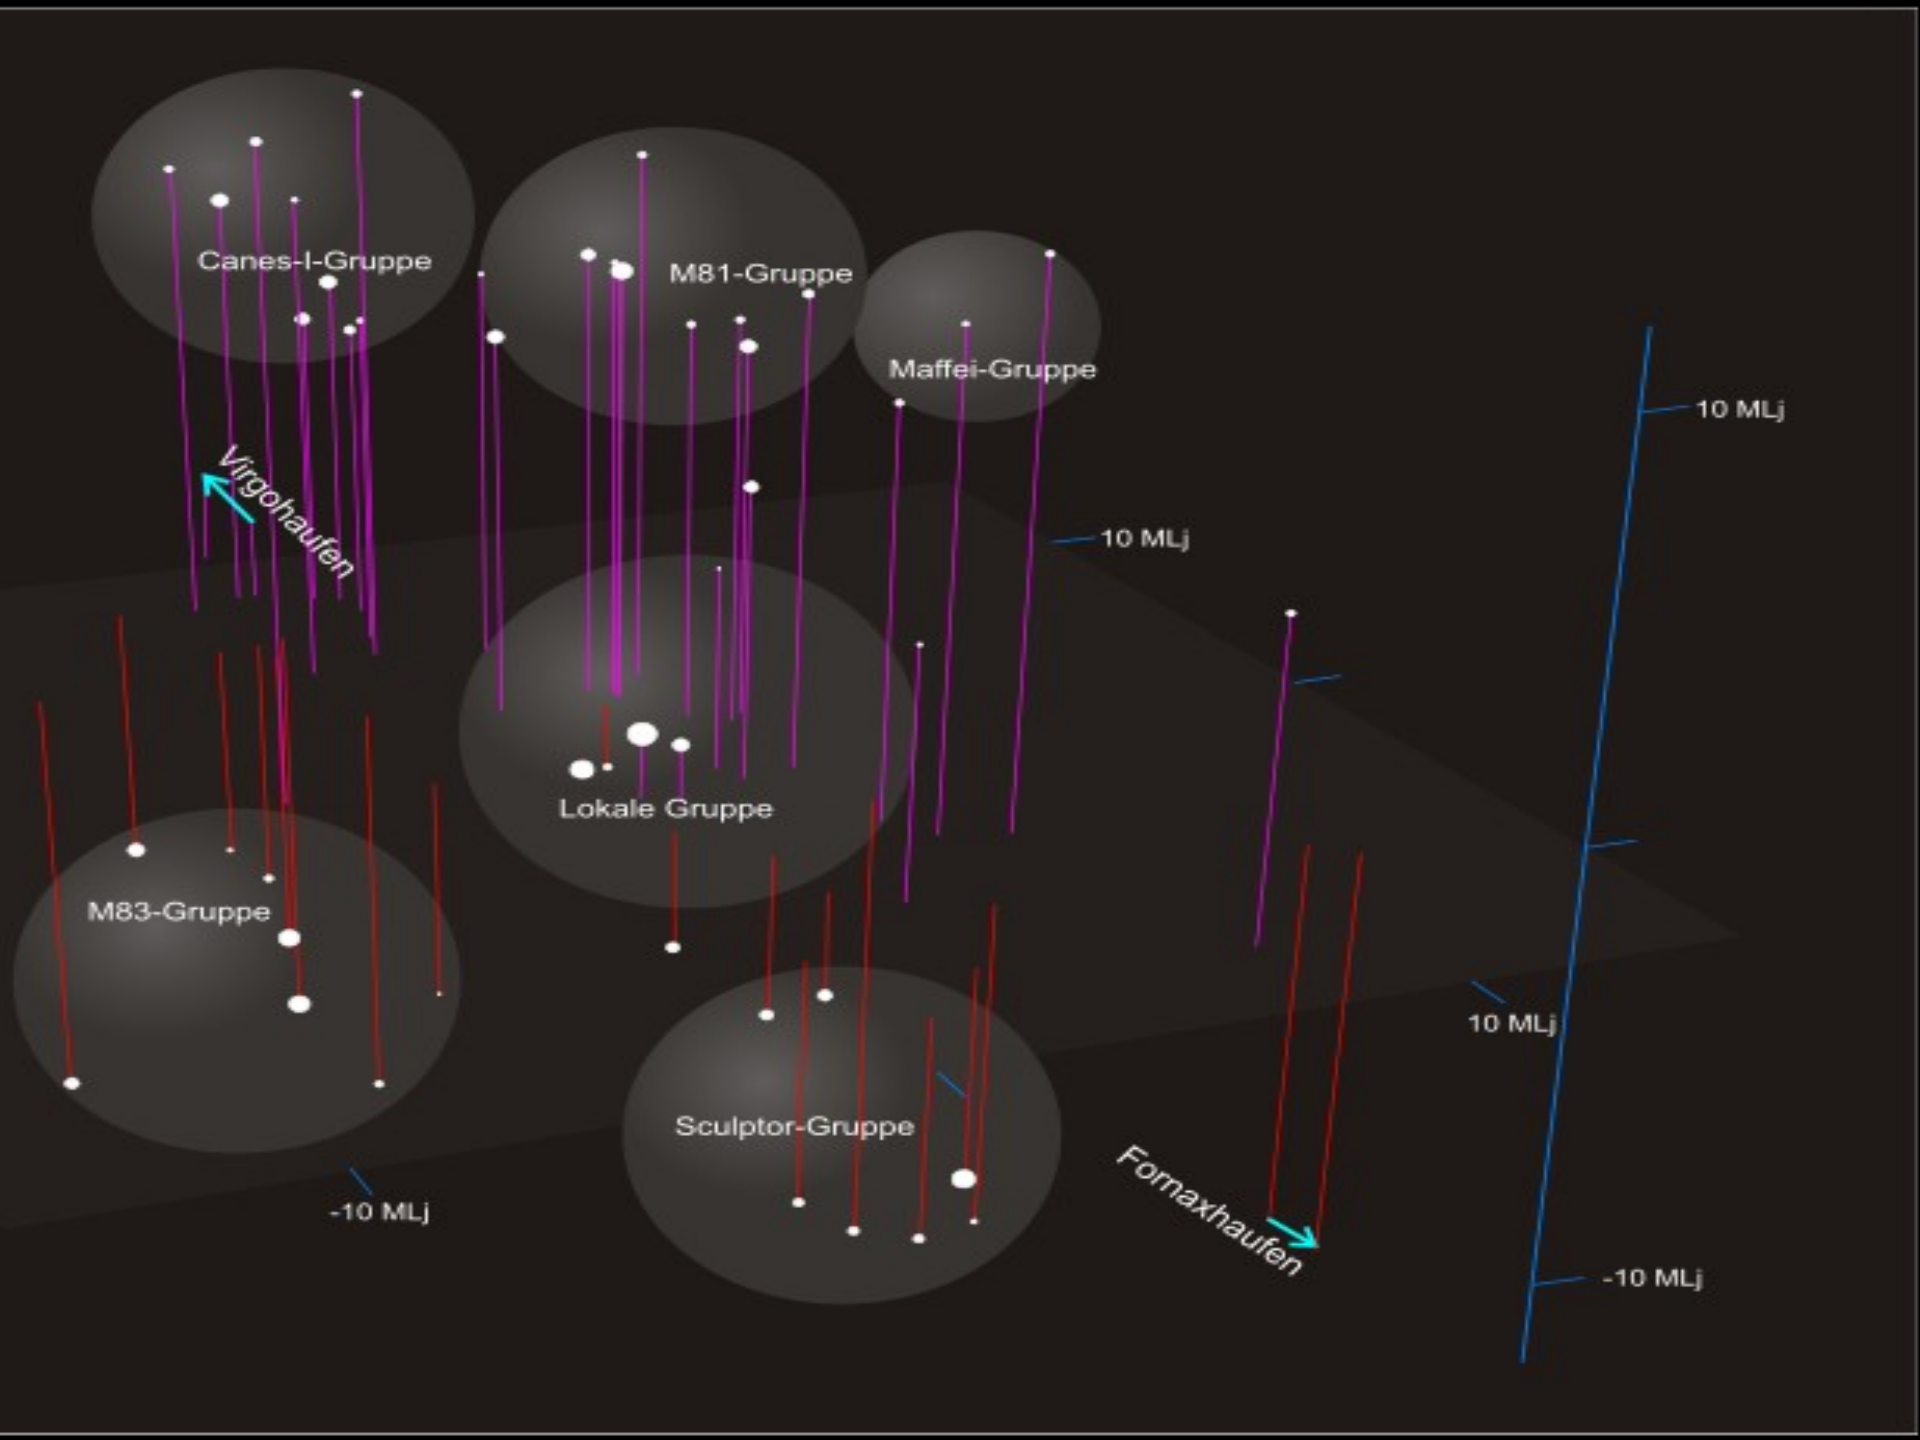 Canes-I-Gruppe
M81-Gruppe
Maffei-Gruppe
10 MLj
Virgohaufen
10 MLj
Lokale Gruppe
M83-Gruppe
10 MLj
Sculptor-Gruppe
Fornaxhaufen
-10 MLj
-10 MLj